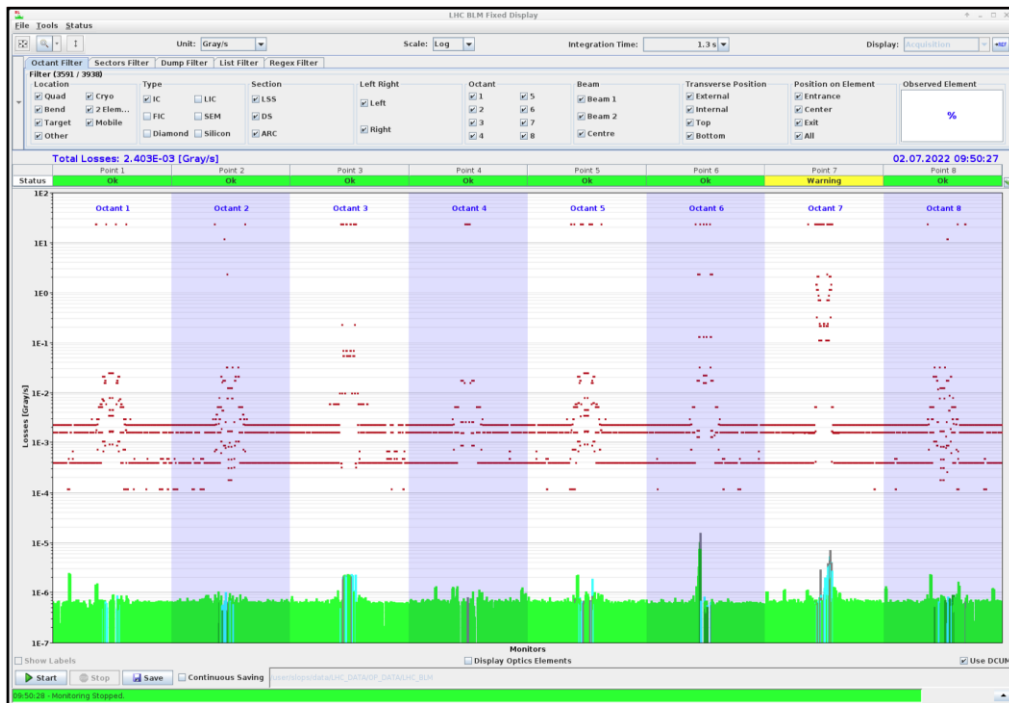 LHC BLM Fixed Display
File Tools Status
Unit: Gray/s Scale: Log Integration Time: 1.3 s Display: Acquisition
Octant Filter Sectors Filter Dump Filter List Filter Regex Filter
Filter (3591 / 3938)
Location Type Section Left Right Octant Beam Transverse Position Position on Element Observed Element
Quad Cryo IC LIC LSS Left 1 5 Beam 1 External Entrance
Bend 2 Elem... FIC SEM DS 2 6 Beam 2 Internal Center %
Target Mobile Diamond Silicon ARC Right 3 7 Centre Top Exit
Other 4 8 Bottom All
Total Losses: 2.403E-03 [Gray/s] 02.07.2022 09:50:27
Point 1 Point 2 Point 3 Point 4 Point 5 Point 6 Point 7 Point 8
Status Ok Ok Ok Ok Ok Ok Warning Ok
1E2
Octant 1 Octant 2 Octant 3 Octant 4 Octant 5 Octant 6 Octant 7 Octant 8
1E1
1E0
1E-1
1E-2
1E-3
1E-4
1E-5
1E-6
1E-7
Losses [Gray/s]
Monitors
Show Labels Display Optics Elements Use DCUM
Start Stop Save Continuous Saving /user/slops/data/LHC_DATA/OP_DATA/LHC_BLM
09:50:28 - Monitoring Stopped.